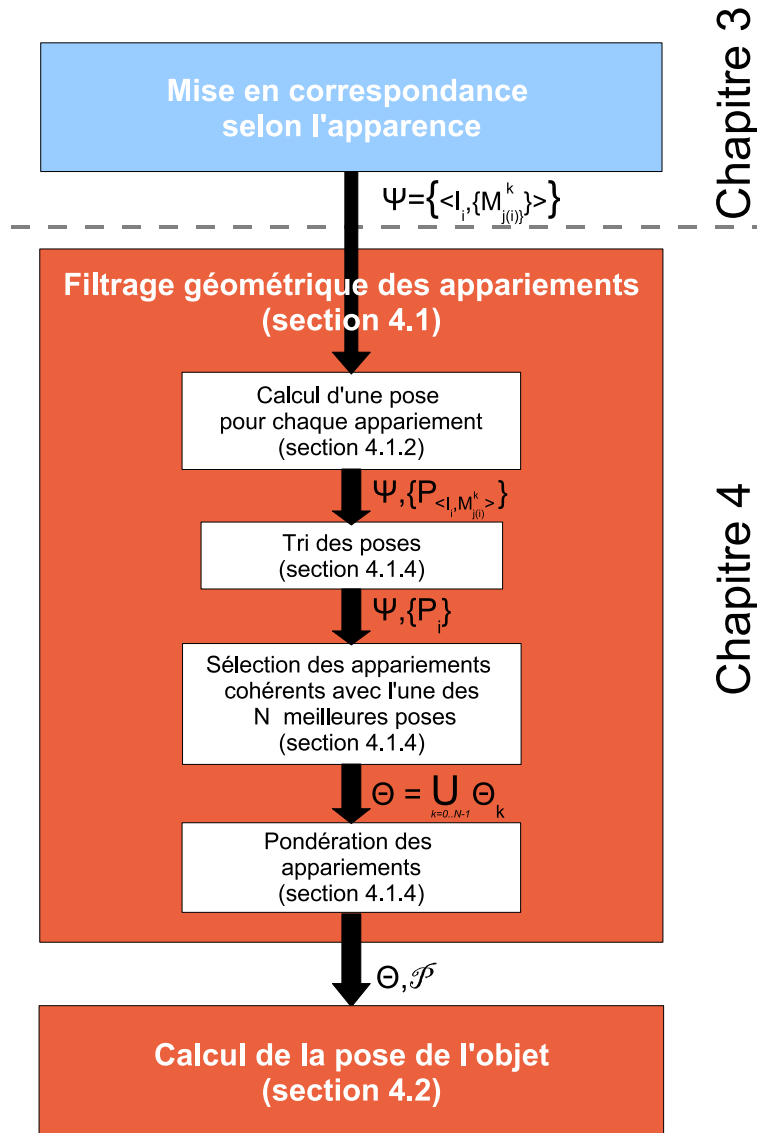 Chapitre 3
Mise en correspondance
selon l'apparence
Ψ={<I_i,{M^k_{j(i)}}>}
Chapitre 4
Filtrage géométrique des appariements
(section 4.1)
Calcul d'une pose
pour chaque appariement
(section 4.1.2)
Ψ,{P_{<I_i,M^k_{j(i)}>}}
Tri des poses
(section 4.1.4)
Ψ,{P_i}
Sélection des appariements
cohérents avec l'une des
N meilleures poses
(section 4.1.4)
Θ = ∪_{k=0..N-1} Θ_k
Pondération des
appariements
(section 4.1.4)
Θ,𝒫
Calcul de la pose de l'objet
(section 4.2)